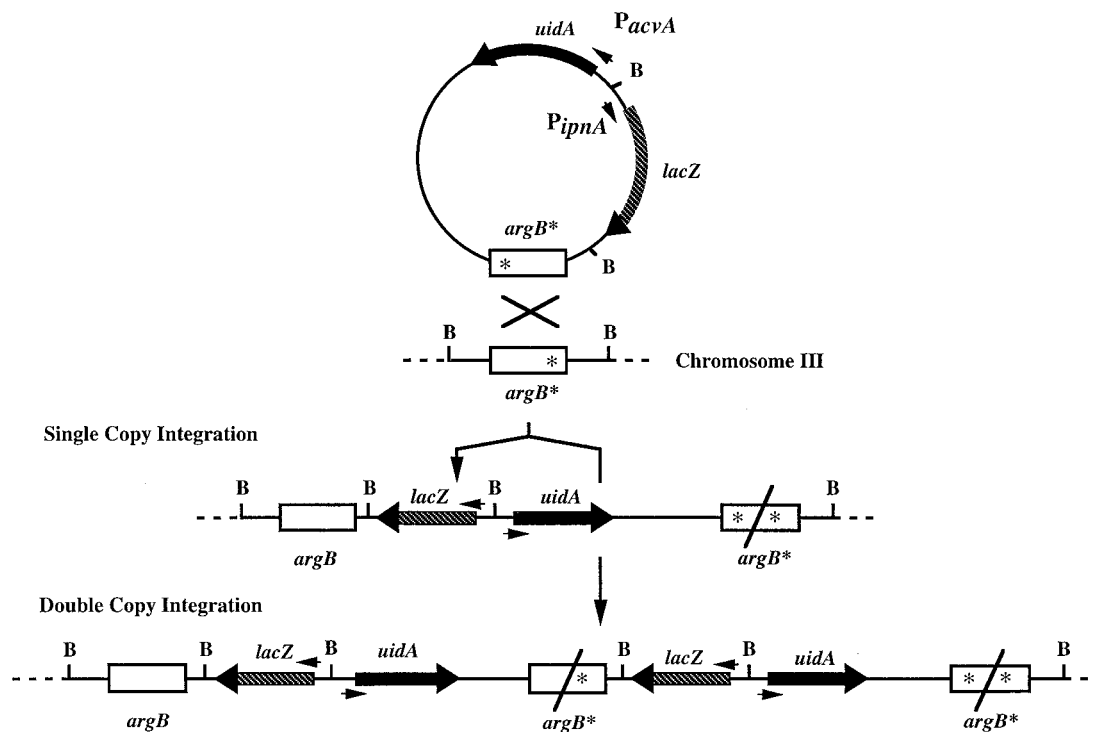 uidA
PacvA
B
PipnA
lacZ
argB*
*
B
B
B
*
Chromosome III
argB*
Single Copy Integration
B
B
lacZ
B
uidA
B
* *
argB
argB*
Double Copy Integration
B
B
lacZ
B
uidA
B
lacZ
B
uidA
B
*
* *
argB
argB*
argB*